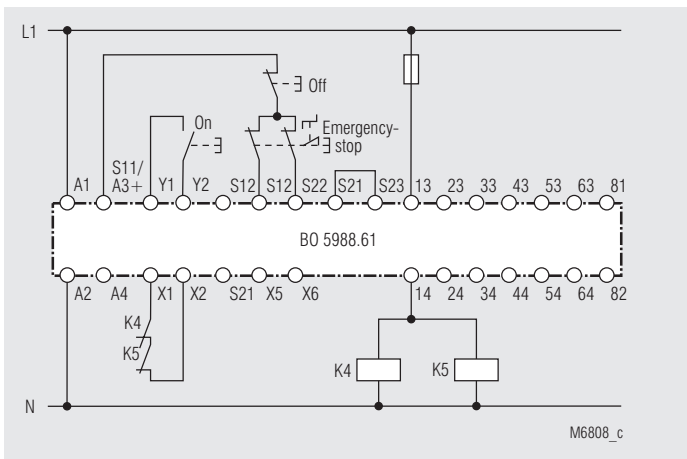 L1
Off
On
Emergency-
stop
S11/
A1 A3+ Y1 Y2 S12 S12 S22 S21 S23 13 23 33 43 53 63 81
BO 5988.61
A2 A4 X1 X2 S21 X5 X6 14 24 34 44 54 64 82
K4
K5
K4 K5
N
M6808_c